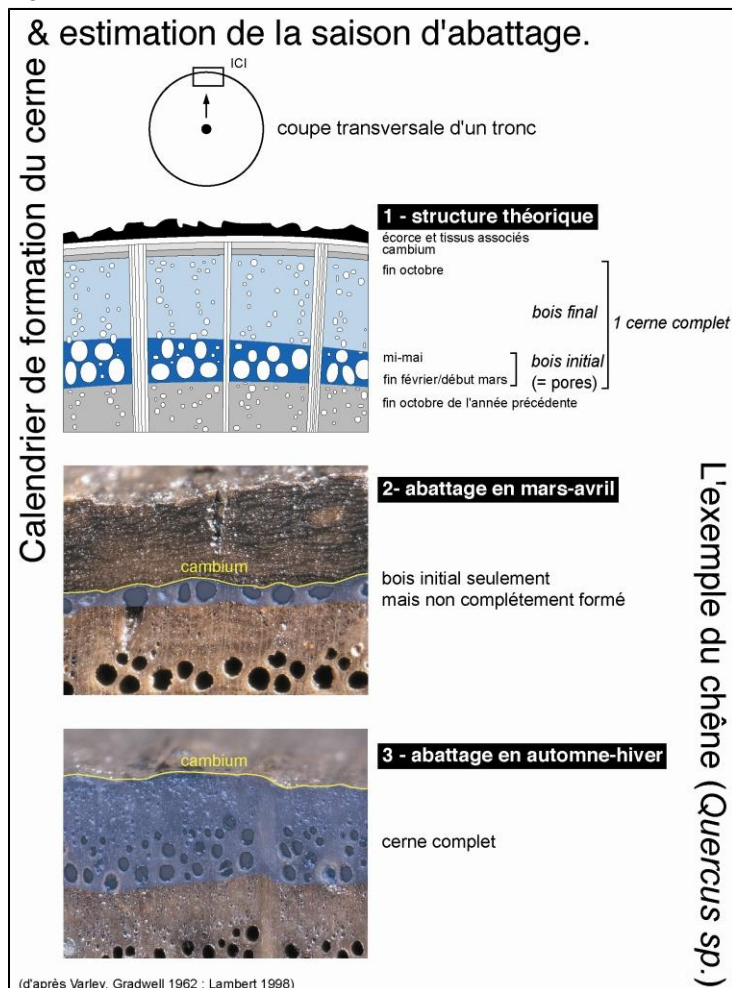 & estimation de la saison d'abattage.
Calendrier de formation du cerne
ICI
coupe transversale d'un tronc
1 - structure théorique
écorce et tissus associés
cambium
fin octobre
bois final
1 cerne complet
mi-mai
bois initial
fin février/début mars
(= pores)
fin octobre de l'année précédente
2- abattage en mars-avril
cambium
bois initial seulement
mais non complétement formé
3 - abattage en automne-hiver
cambium
cerne complet
L'exemple du chêne (Quercus sp.)
(d'après Varley, Gradwell 1962 ; Lambert 1998)